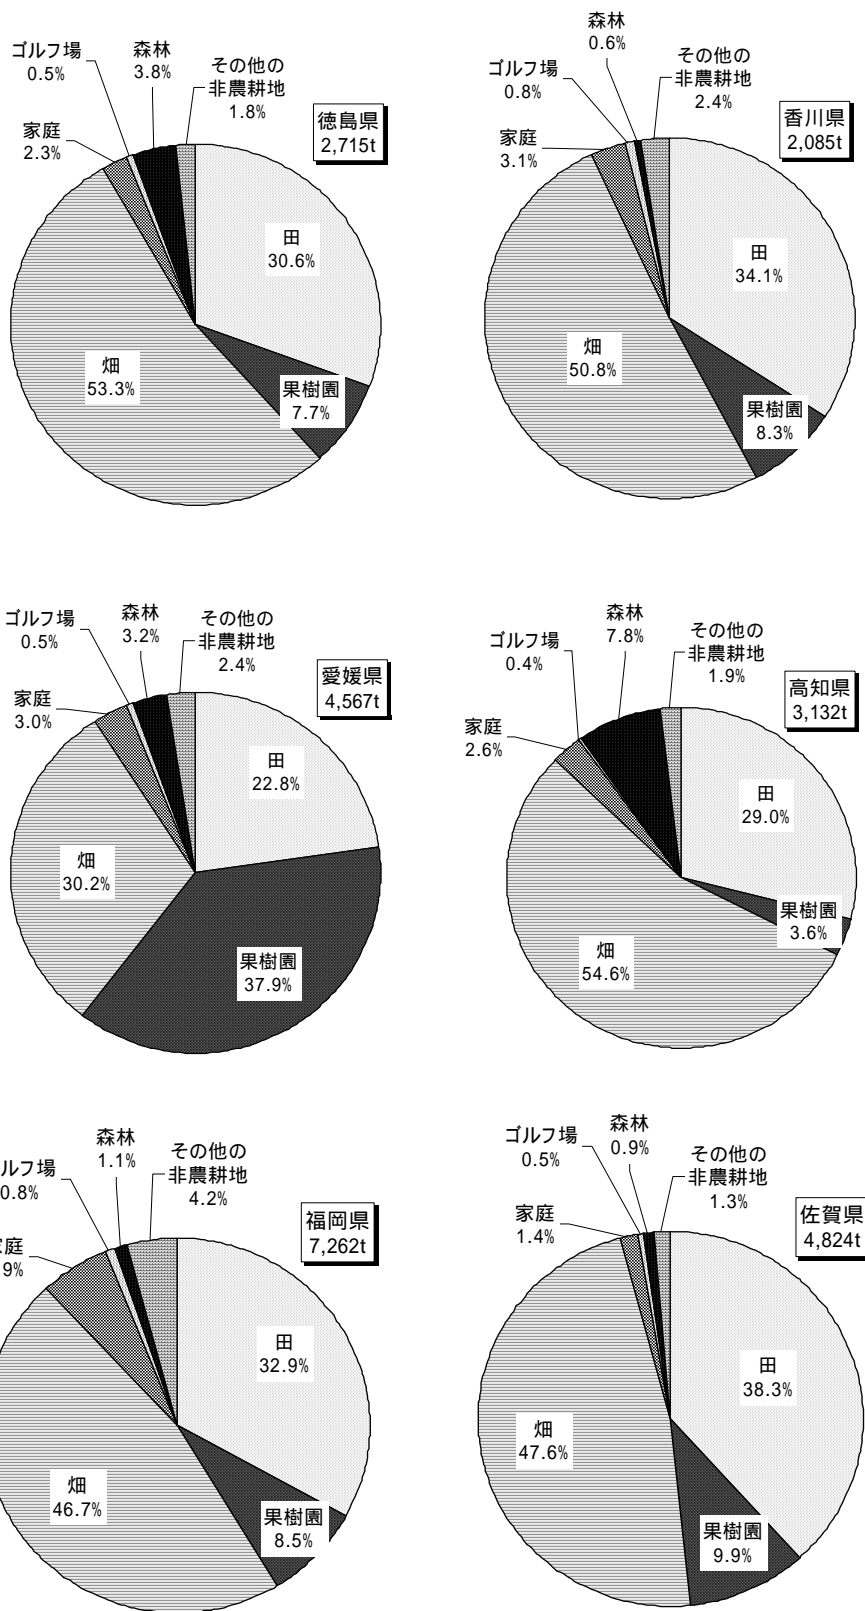 ゴルフ場
0.5%
森林
3.8%
その他の
非農耕地
1.8%
家庭
2.3%
徳島県
2,715t
田
30.6%
畑
53.3%
果樹園
7.7%
森林
0.6%
ゴルフ場
0.8%
その他の
非農耕地
2.4%
家庭
3.1%
香川県
2,085t
田
34.1%
畑
50.8%
果樹園
8.3%
ゴルフ場
0.5%
森林
3.2%
その他の
非農耕地
2.4%
家庭
3.0%
愛媛県
4,567t
田
22.8%
畑
30.2%
果樹園
37.9%
ゴルフ場
0.4%
森林
7.8%
その他の
非農耕地
1.9%
家庭
2.6%
高知県
3,132t
田
29.0%
果樹園
3.6%
畑
54.6%
ルフ場
0.8%
森林
1.1%
その他の
非農耕地
4.2%
庭
.9%
福岡県
7,262t
田
32.9%
畑
46.7%
果樹園
8.5%
ゴルフ場
0.5%
森林
0.9%
その他の
非農耕地
1.3%
家庭
1.4%
佐賀県
4,824t
田
38.3%
畑
47.6%
果樹園
9.9%